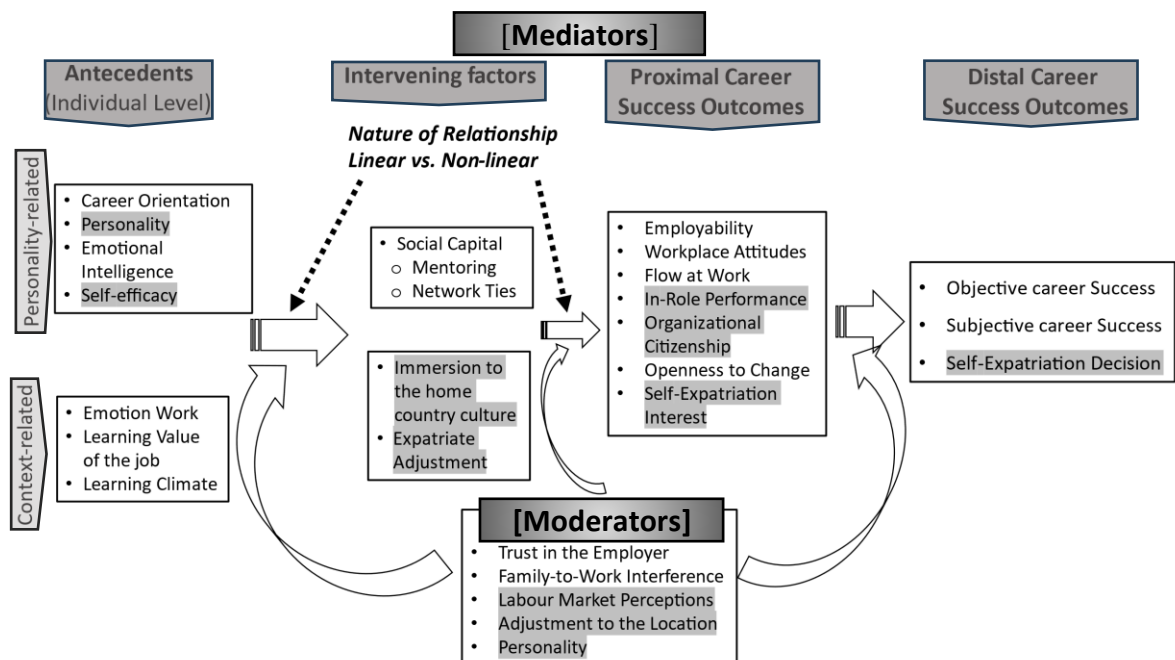 [Mediators]
Antecedents
(Individual Level)
Intervening factors
Proximal Career
Success Outcomes
Distal Career
Success Outcomes
Nature of Relationship
Linear vs. Non-linear
Personality-related
• Career Orientation
• Personality
• Emotional
Intelligence
• Self-efficacy
• Social Capital
o Mentoring
o Network Ties
• Employability
• Workplace Attitudes
• Flow at Work
• In-Role Performance
• Organizational
Citizenship
• Openness to Change
• Self-Expatriation
Interest
• Objective career Success
• Subjective career Success
• Self-Expatriation Decision
Context-related
• Emotion Work
• Learning Value
of the job
• Learning Climate
• Immersion to
the home
country culture
• Expatriate
Adjustment
[Moderators]
• Trust in the Employer
• Family-to-Work Interference
• Labour Market Perceptions
• Adjustment to the Location
• Personality